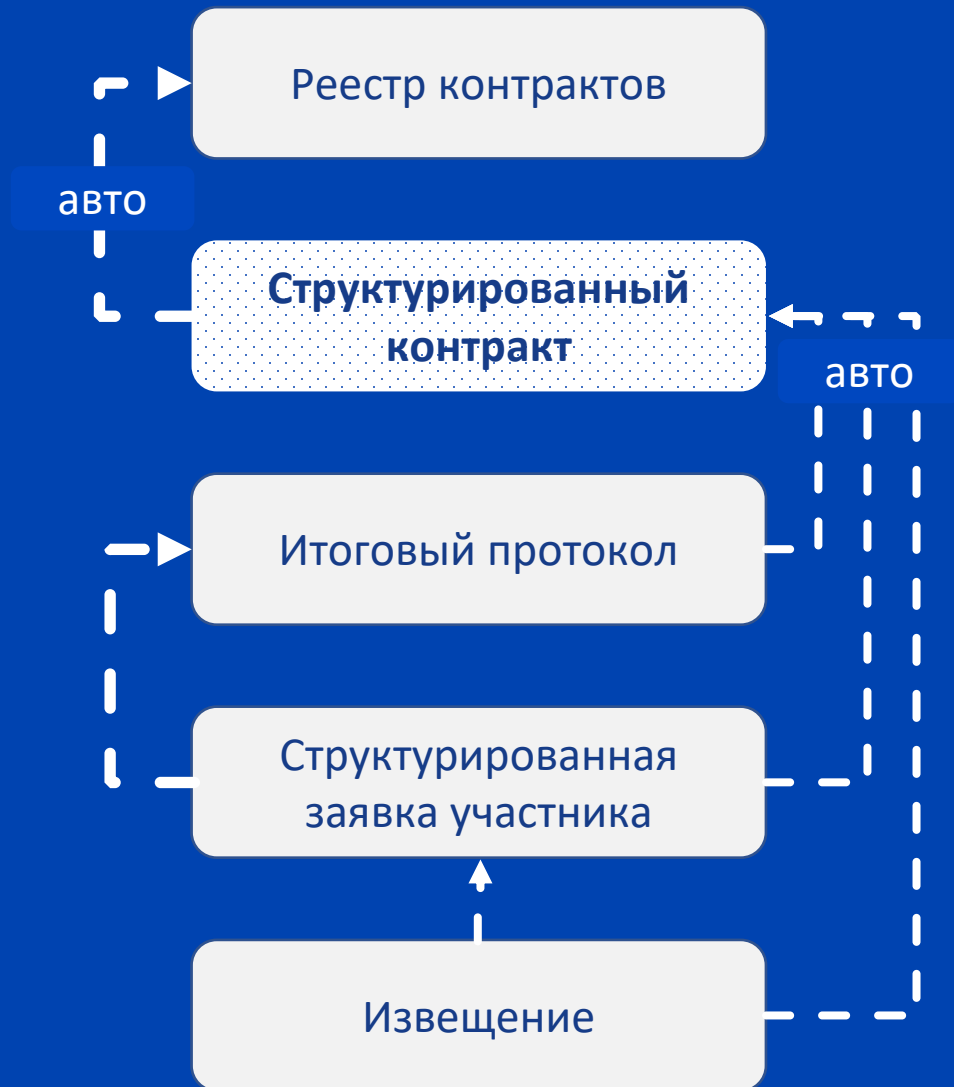 Реестр контрактов
авто
Структурированный
контракт
авто
Итоговый протокол
Структурированная
заявка участника
Извещение